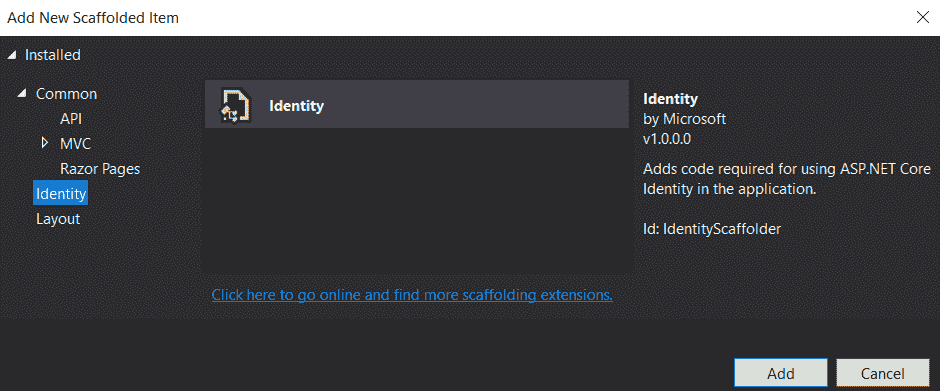 Add New Scaffolded Item
Installed
Common
API
MVC
Razor Pages
Identity
Layout
Identity
Click here to go online and find more scaffolding extensions.
Identity
by Microsoft
v1.0.0.0
Adds code required for using ASP.NET Core
Identity in the application.
Id: IdentityScaffolder
Add
Cancel